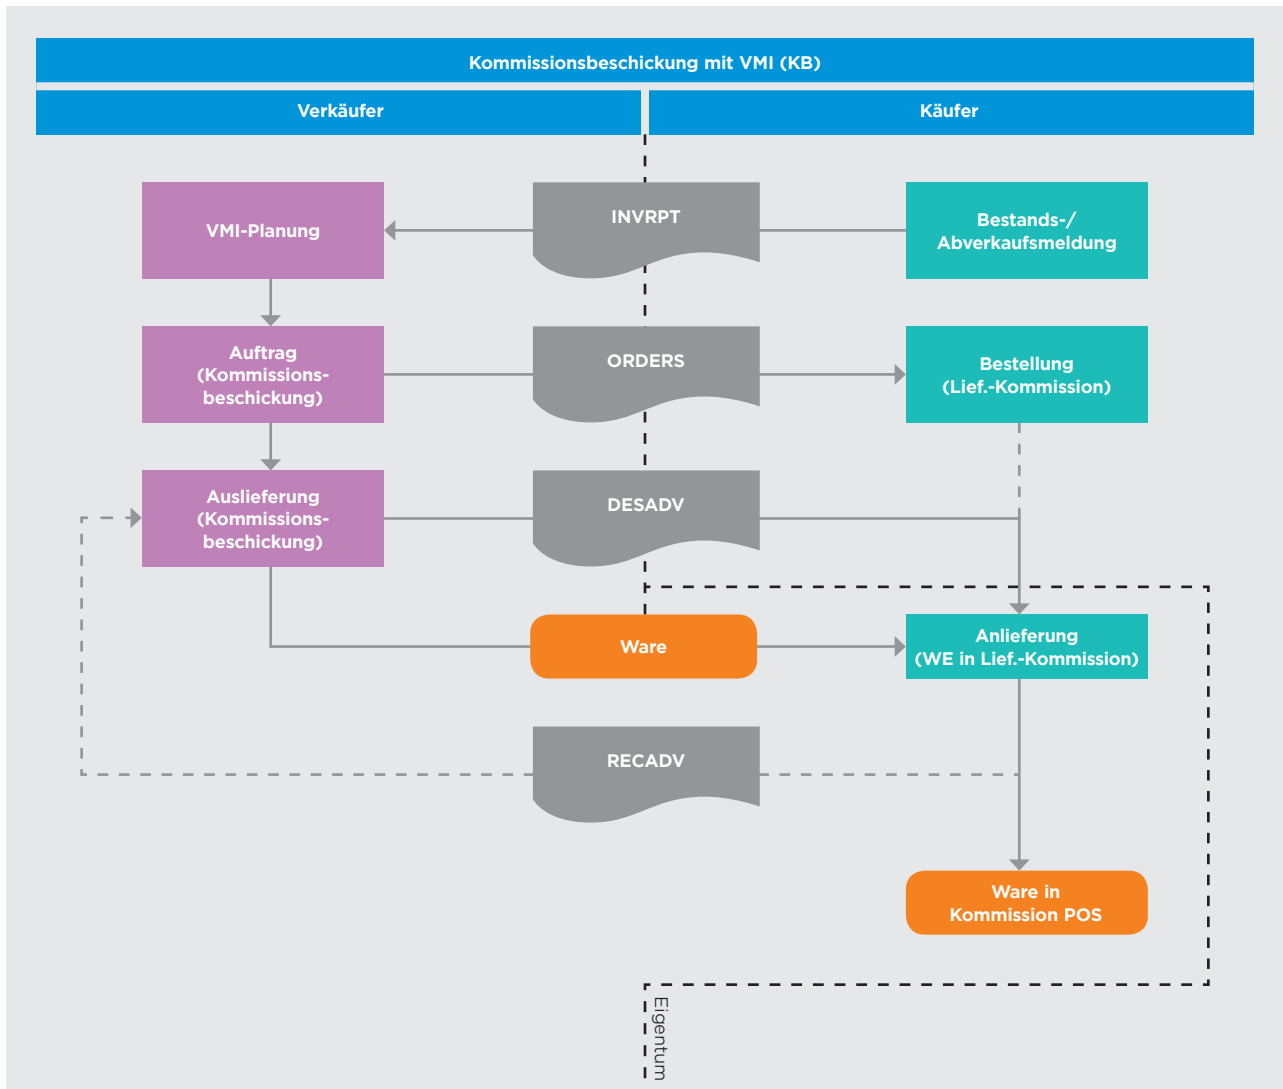 Kommissionsbeschickung mit VMI (KB)
Verkäufer
Käufer
VMI-Planung
INVRPT
Bestands-/
Abverkaufsmeldung
Auftrag
(Kommissions-
beschickung)
ORDERS
Bestellung
(Lief.-Kommission)
Auslieferung
(Kommissions-
beschickung)
DESADV
Ware
Anlieferung
(WE in Lief.-Kommission)
RECADV
Ware in
Kommission POS
Eigentum